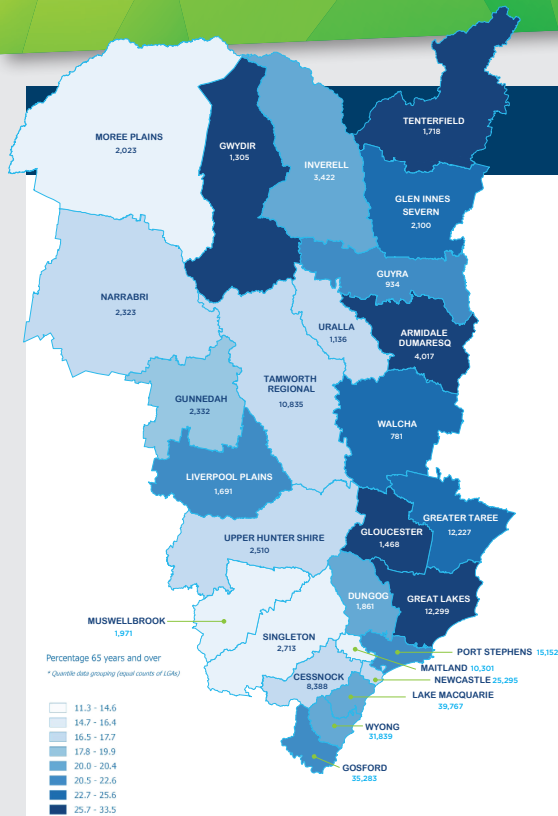 TENTERFIELD
1,718
MOREE PLAINS
2,023
GWYDIR
1,305
INVERELL
3,422
GLEN INNES
SEVERN
2,100
GUYRA
934
NARRABRI
2,323
URALLA
1,136
ARMIDALE
DUMARESQ
4,017
TAMWORTH
REGIONAL
10,835
GUNNEDAH
2,332
WALCHA
781
LIVERPOOL PLAINS
1,691
GREATER TAREE
12,227
GLOUCESTER
1,468
UPPER HUNTER SHIRE
2,510
DUNGOG
1,861
GREAT LAKES
12,299
MUSWELLBROOK
1,971
SINGLETON
2,713
PORT STEPHENS 15,152
MAITLAND 10,301
CESSNOCK
8,388
NEWCASTLE 25,295
LAKE MACQUARIE
39,767
WYONG
31,839
GOSFORD
35,283
Percentage 65 years and over
* Quantile data grouping (equal counts of LGAs)
11.3 - 14.6
14.7 - 16.4
16.5 - 17.7
17.8 - 19.9
20.0 - 20.4
20.5 - 22.6
22.7 - 25.6
25.7 - 33.5